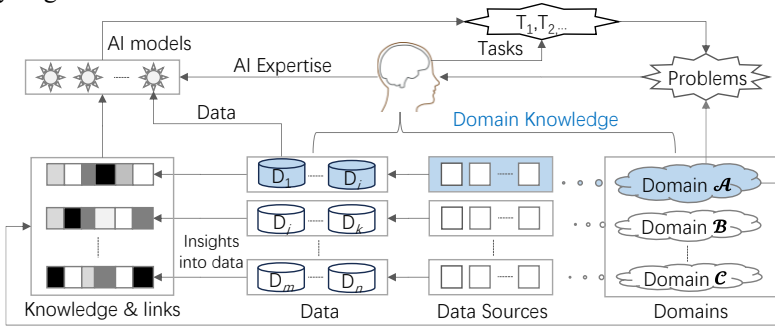 T1, T2,...
AI models
Tasks
AI Expertise
Problems
Data
Domain Knowledge
D1 ...... Di
Domain 𝒜
Dj ...... Dk
Domain ℬ
Insights
into data
Dm ...... Dn
Domain 𝒞
Knowledge & links
Data
Data Sources
Domains